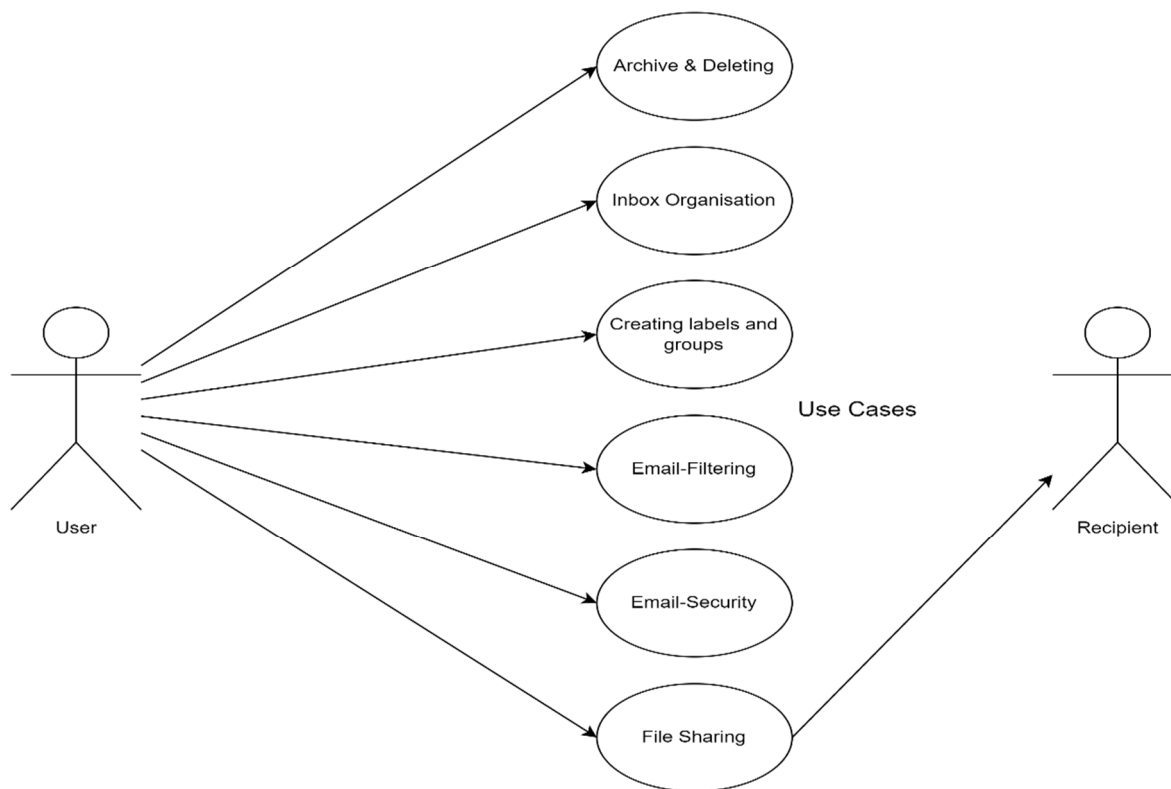 Archive & Deleting
Inbox Organisation
Creating labels and
groups
Use Cases
Email-Filtering
User
Recipient
Email-Security
File Sharing